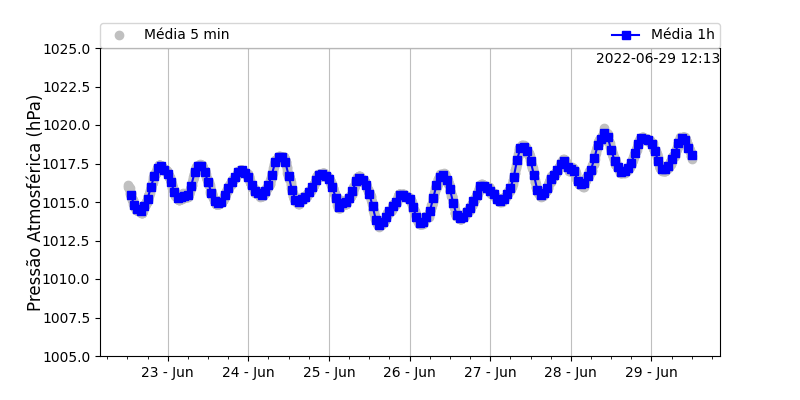 Média 5 min
Média 1h
2022-06-29 12:13
Pressão Atmosférica (hPa)
1025.0
1022.5
1020.0
1017.5
1015.0
1012.5
1010.0
1007.5
1005.0
23 - Jun
24 - Jun
25 - Jun
26 - Jun
27 - Jun
28 - Jun
29 - Jun